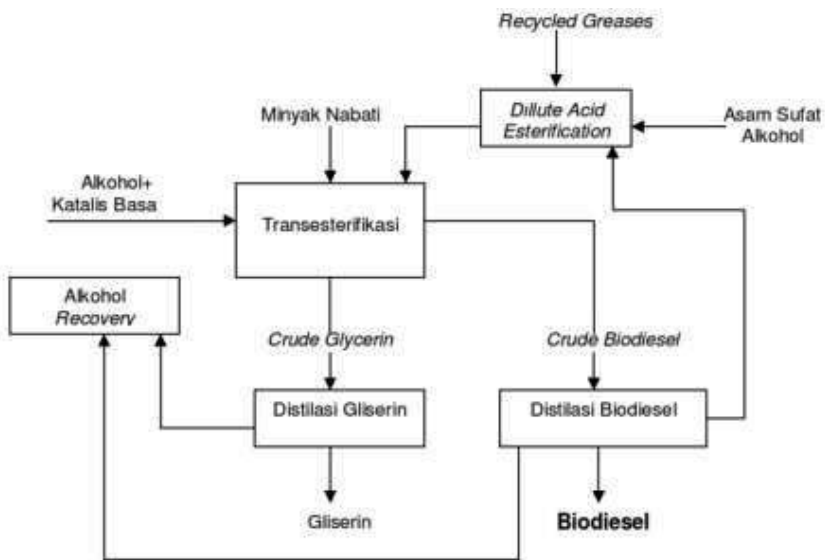 Recycled Greases
Dillute Acid
Esterification
Asam Sufat
Alkohol
Minyak Nabati
Alkohol+
Katalis Basa
Transesterifikasi
Alkohol
Recovery
Crude Glycerin
Crude Biodiesel
Distilasi Gliserin
Distilasi Biodiesel
Gliserin
Biodiesel